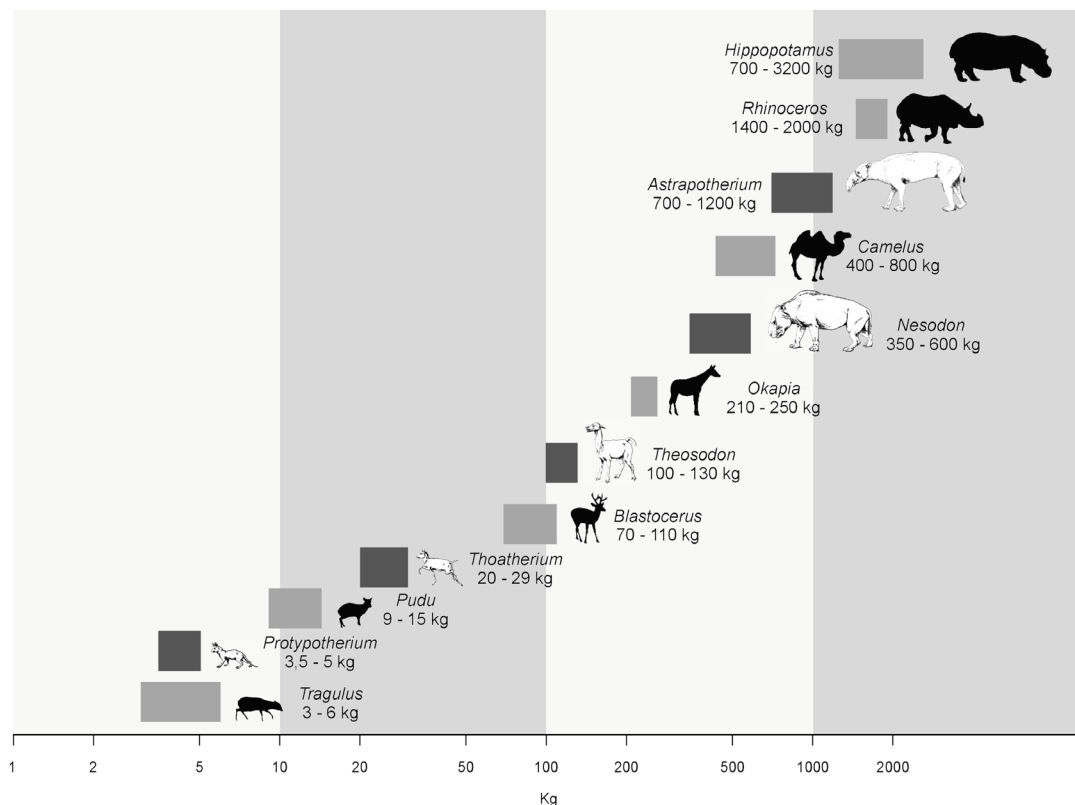 Hippopotamus
700 - 3200 kg
Rhinoceros
1400 - 2000 kg
Astrapotherium
700 - 1200 kg
Camelus
400 - 800 kg
Nesodon
350 - 600 kg
Okapia
210 - 250 kg
Theosodon
100 - 130 kg
Blastocerus
70 - 110 kg
Thoatherium
20 - 29 kg
Pudu
9 - 15 kg
Protypotherium
3,5 - 5 kg
Tragulus
3 - 6 kg
1 2 5 10 20 50 100 200 500 1000 2000
Kg